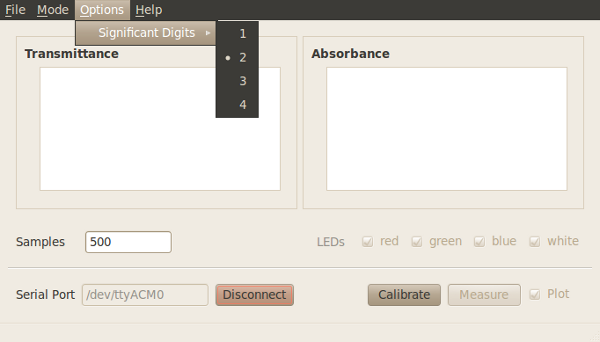 File Mode Options Help
Significant Digits
1
2
3
4
Transmittance
Absorbance
Samples 500 LEDs red green blue white
Serial Port /dev/ttyACM0 Disconnect Calibrate Measure Plot